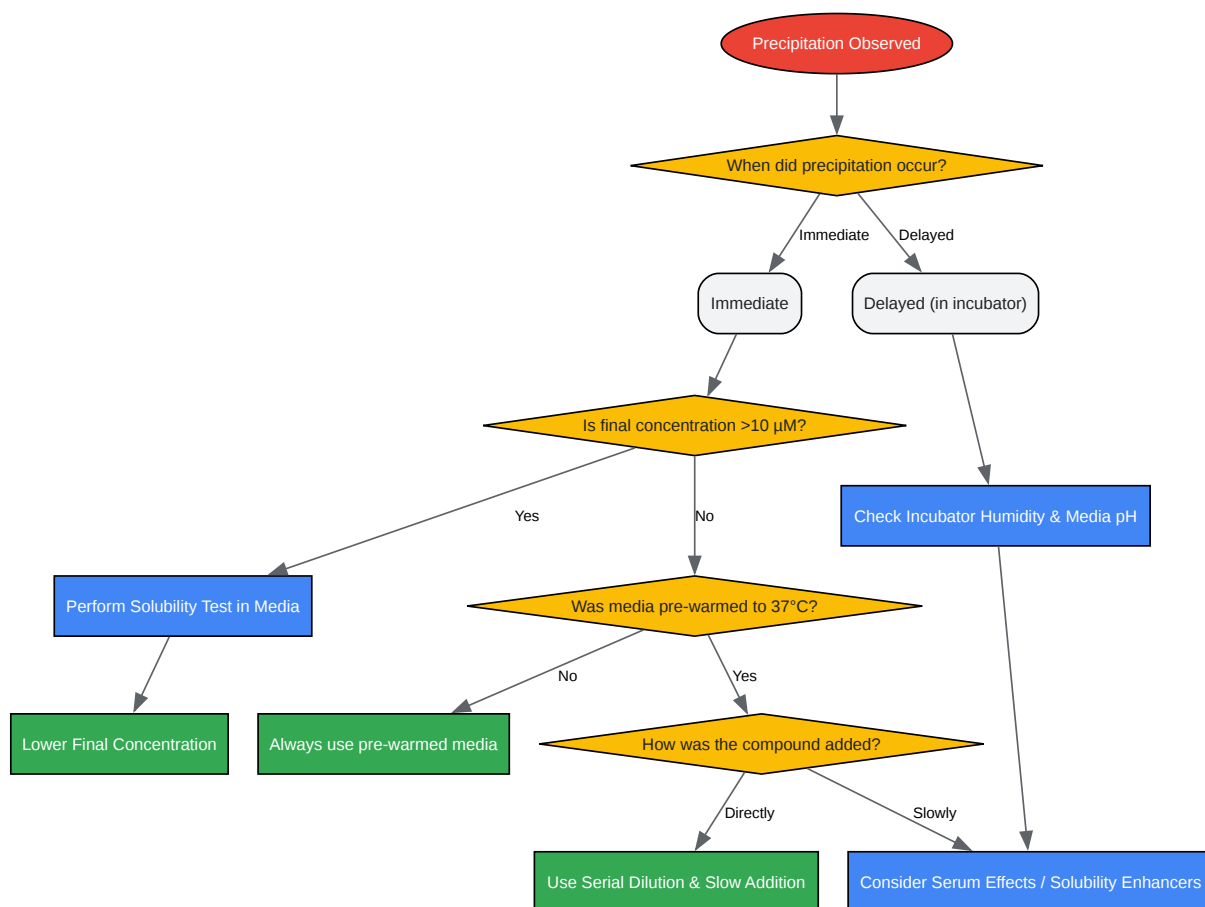 Precipitation Observed
When did precipitation occur?
Immediate
Delayed
Immediate
Delayed (in incubator)
Is final concentration >10 µM?
Yes
No
Check Incubator Humidity & Media pH
Perform Solubility Test in Media
Was media pre-warmed to 37°C?
No
Yes
Lower Final Concentration
Always use pre-warmed media
How was the compound added?
Directly
Slowly
Use Serial Dilution & Slow Addition
Consider Serum Effects / Solubility Enhancers